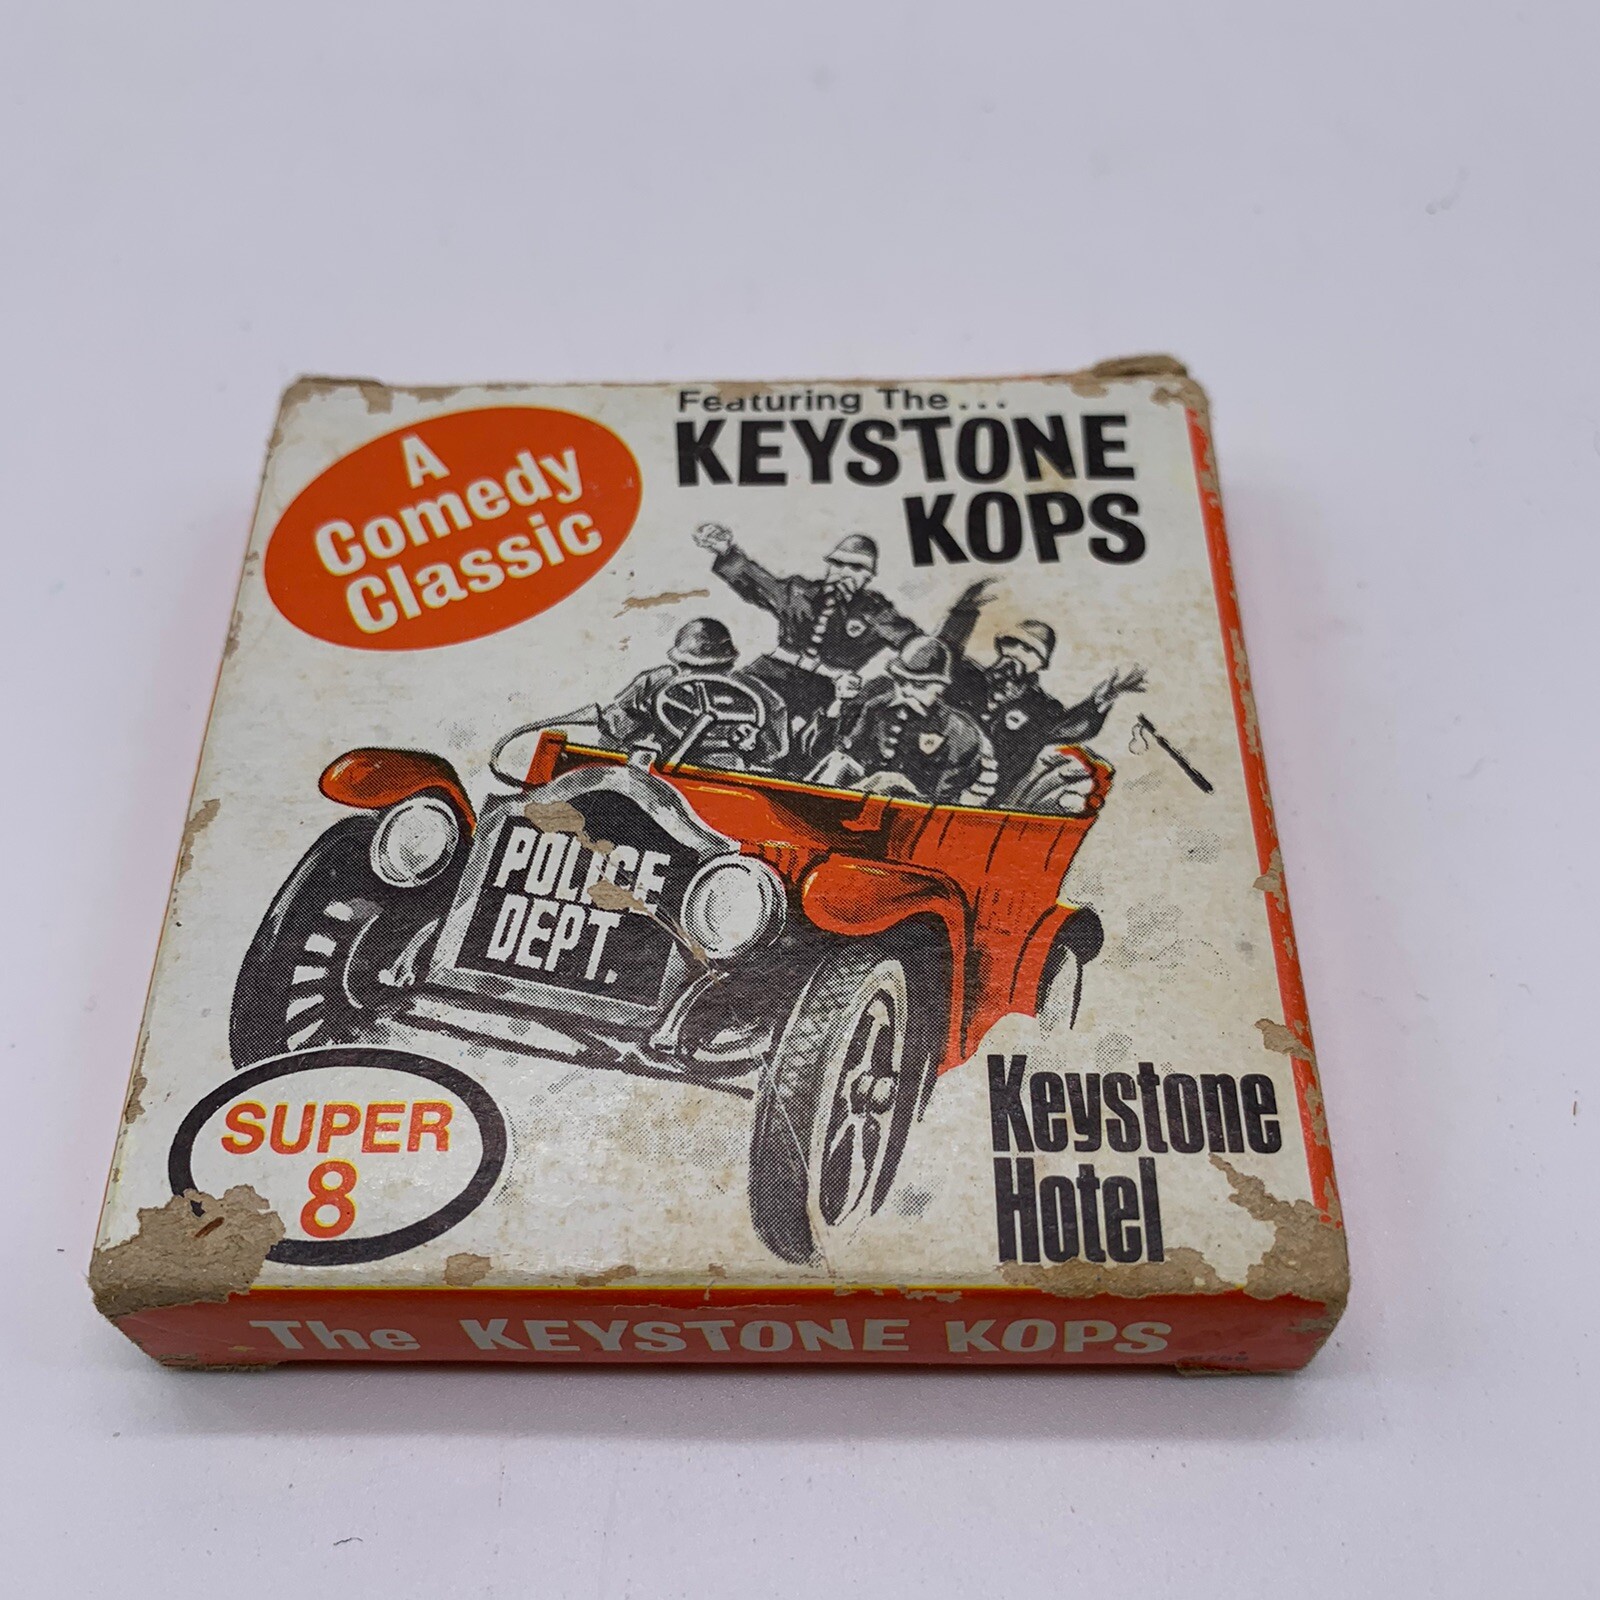 A
Comedy
Classic
Featuring The...
KEYSTONE
KOPS
POLICE
DEPT.
SUPER
8
Keystone
Hotel
The KEYSTONE KOPS